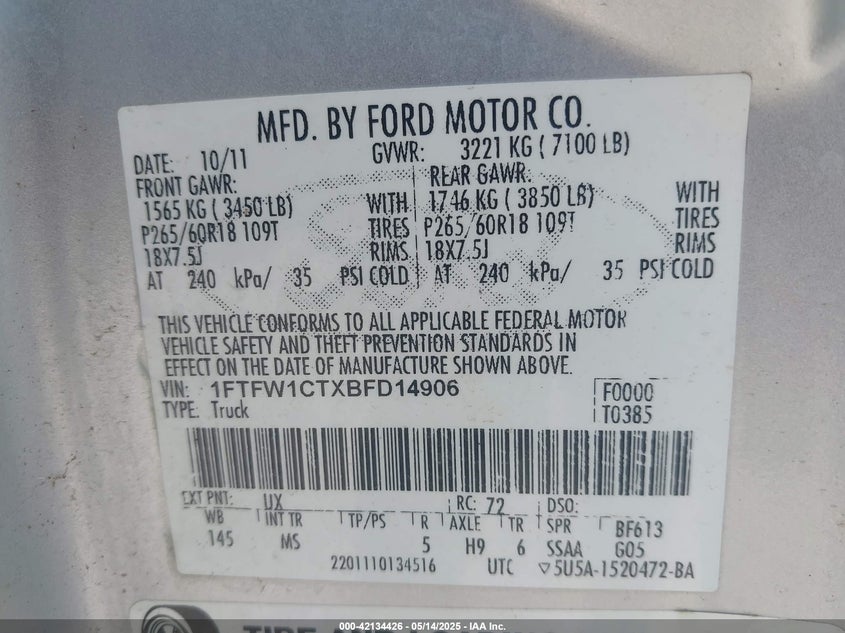 MFD. BY FORD MOTOR CO.
DATE: 10/11 GVWR: 3221 KG ( 7100 LB)
FRONT GAWR: REAR GAWR:
1565 KG ( 3450 LB) WITH 1746 KG ( 3850 LB) WITH
P265/60R18 109T TIRES P265/60R18 109T TIRES
18X7.5J RIMS 18X7.5J RIMS
AT 240 kPa/ 35 PSI COLD AT 240 kPa/ 35 PSI COLD
THIS VEHICLE CONFORMS TO ALL APPLICABLE FEDERAL MOTOR
VEHICLE SAFETY AND THEFT PREVENTION STANDARDS IN
EFFECT ON THE DATE OF MANUFACTURE SHOWN ABOVE.
VIN: 1FTFW1CTXBFD14906 F0000
TYPE: Truck T0385
EXT PNT: UX RC: 72 DSO:
WB INT TR TP/PS R AXLE TR SPR BF613
145 MS 5 H9 6 SSAA G05
2201110134516 UTC ▽5U5A-1520472-BA
000-42134426 - 05/14/2025 - IAA Inc.